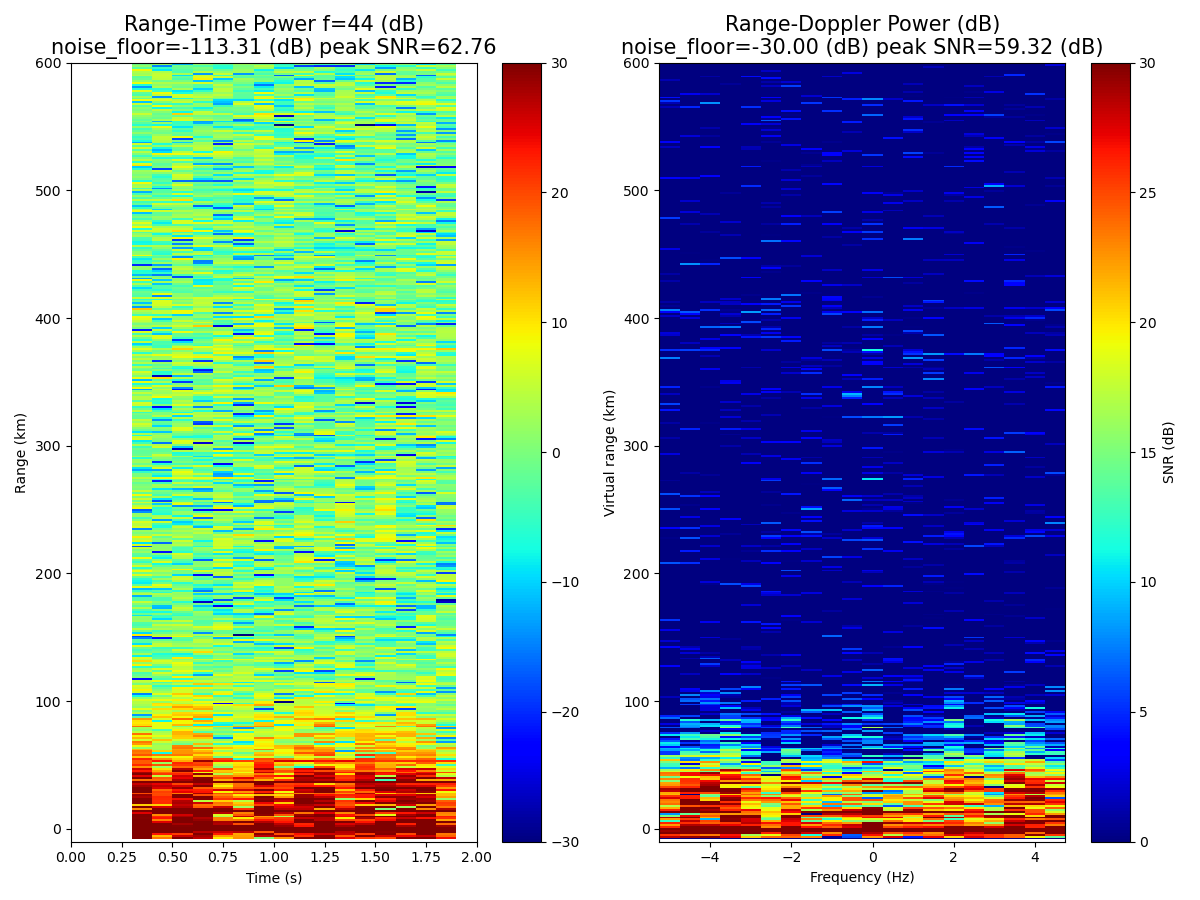 Range-Time Power f=44 (dB)
noise_floor=-113.31 (dB) peak SNR=62.76
Range-Doppler Power (dB)
noise_floor=-30.00 (dB) peak SNR=59.32 (dB)
600
500
400
300
200
100
0
Range (km)
0.00 0.25 0.50 0.75 1.00 1.25 1.50 1.75 2.00
Time (s)
30
20
10
0
−10
−20
−30
600
500
400
300
200
100
0
Virtual range (km)
−4 −2 0 2 4
Frequency (Hz)
30
25
20
15
10
5
0
SNR (dB)